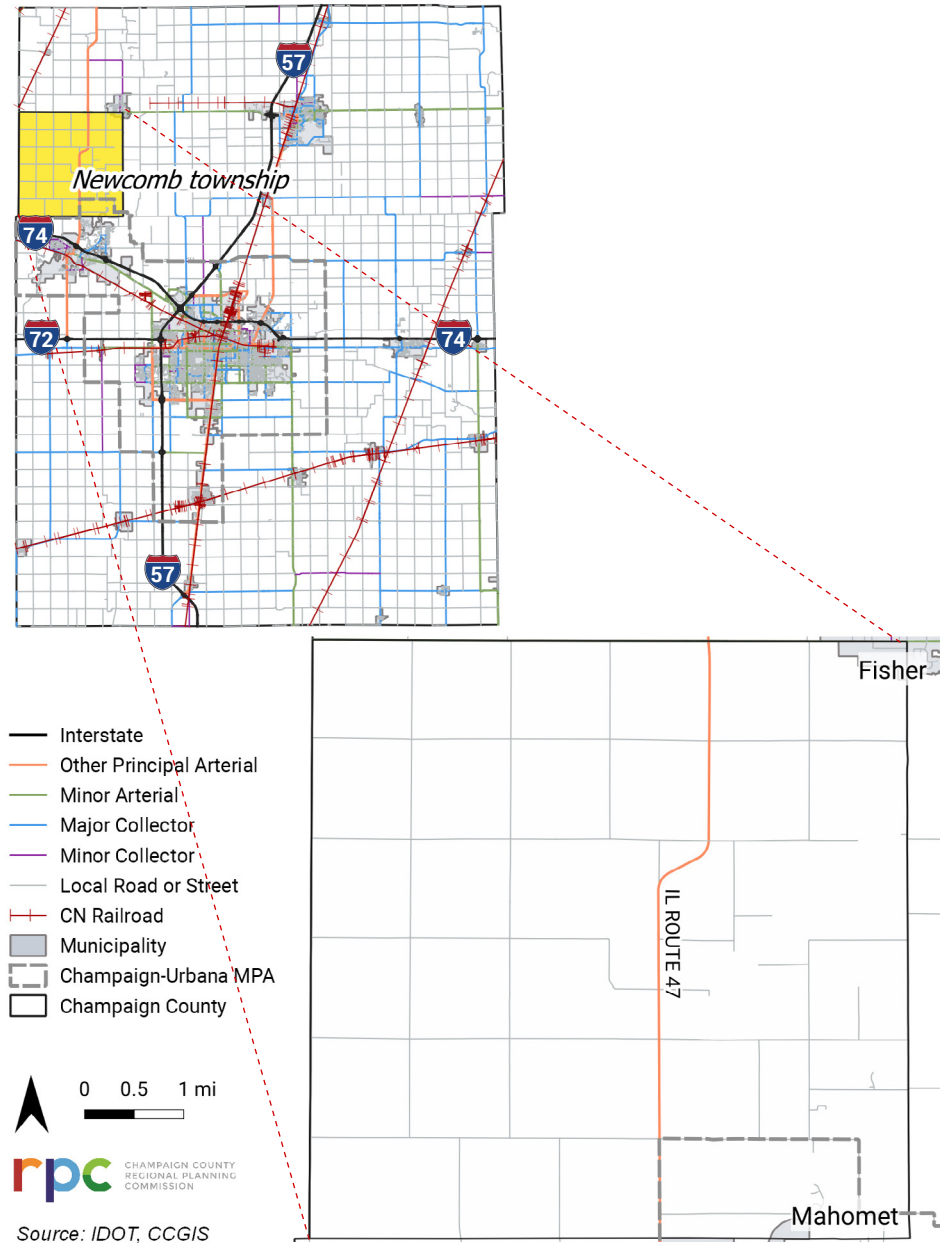 57
Newcomb township
74
72
74
57
Fisher
IL ROUTE 47
Mahomet
Interstate
Other Principal Arterial
Minor Arterial
Major Collector
Minor Collector
Local Road or Street
CN Railroad
Municipality
Champaign-Urbana MPA
Champaign County
0 0.5 1 mi
rpc
CHAMPAIGN COUNTY
REGIONAL PLANNING
COMMISSION
Source: IDOT, CCGIS